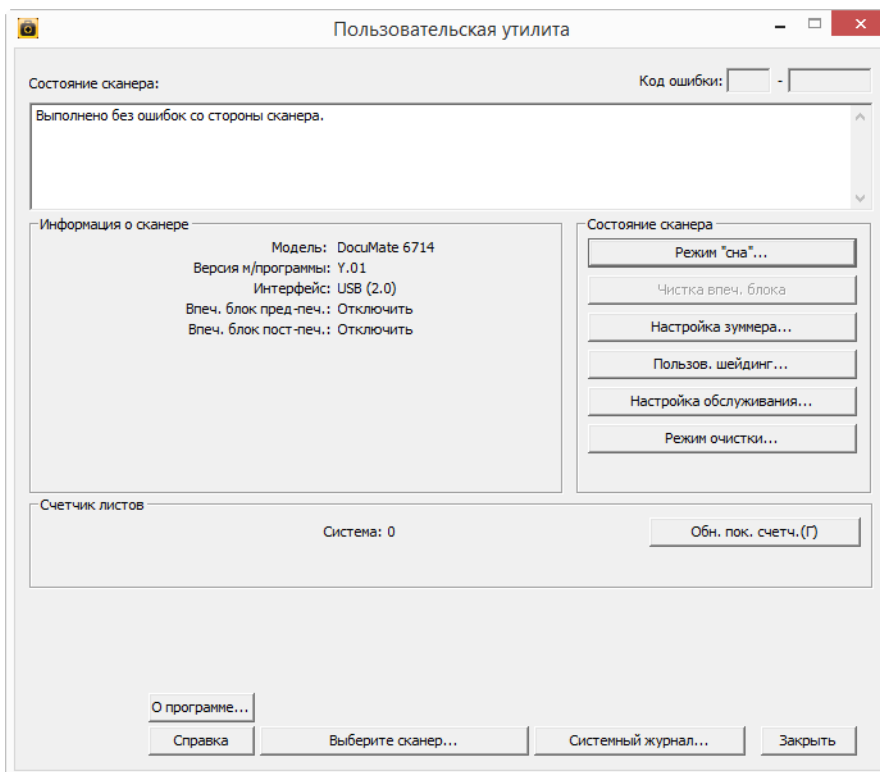 Пользовательская утилита
Состояние сканера:
Код ошибки: -
Выполнено без ошибок со стороны сканера.
Информация о сканере
Модель: DocuMate 6714
Версия м/программы: Y.01
Интерфейс: USB (2.0)
Впеч. блок пред-печ.: Отключить
Впеч. блок пост-печ.: Отключить
Состояние сканера
Режим "сна"...
Чистка впеч. блока
Настройка зуммера...
Пользов. шейдинг...
Настройка обслуживания...
Режим очистки...
Счетчик листов
Система: 0
Обн. пок. счетч.(Г)
О программе...
Справка
Выберите сканер...
Системный журнал...
Закрыть